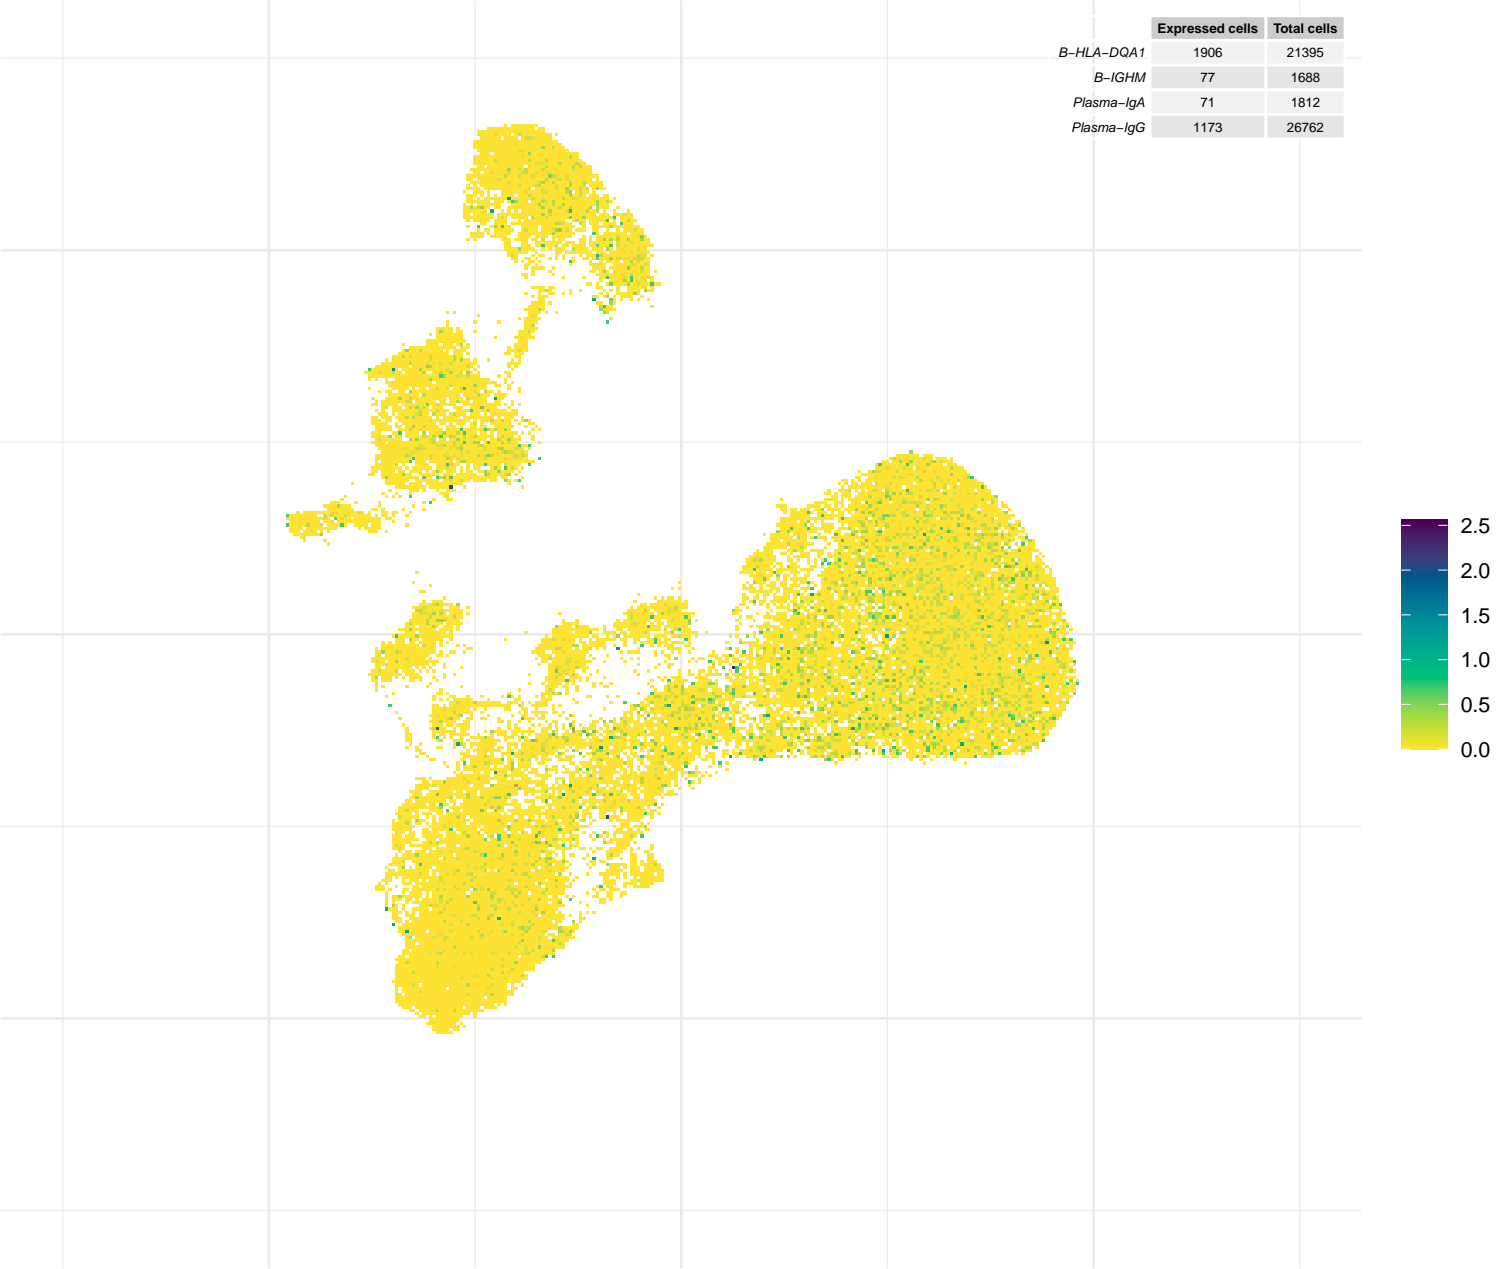 Expressed cells Total cells
B−HLA−DQA1 1906 21395
B−IGHM 77 1688
Plasma−IgA 71 1812
Plasma−IgG 1173 26762
2.5
2.0
1.5
1.0
0.5
0.0